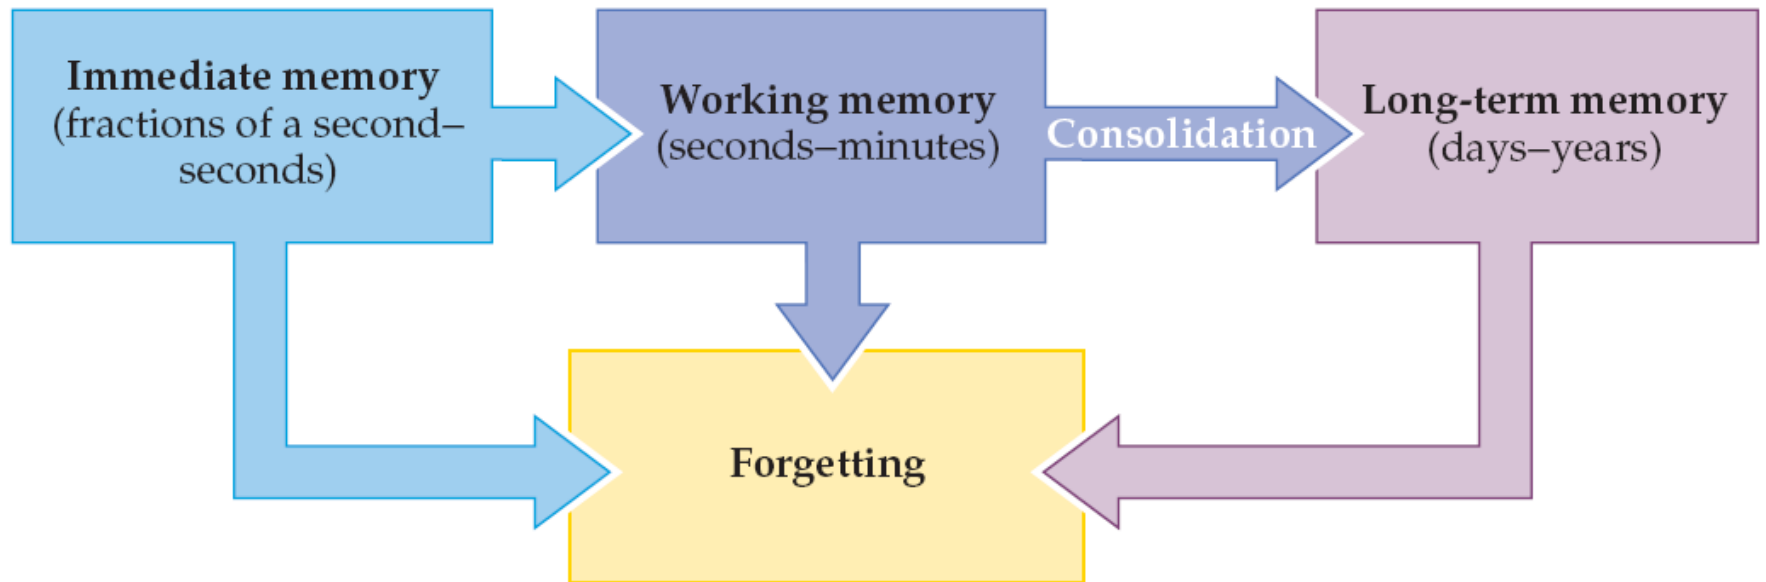 Immediate memory
(fractions of a second–
seconds)
Working memory
(seconds–minutes)
Consolidation
Long-term memory
(days–years)
Forgetting